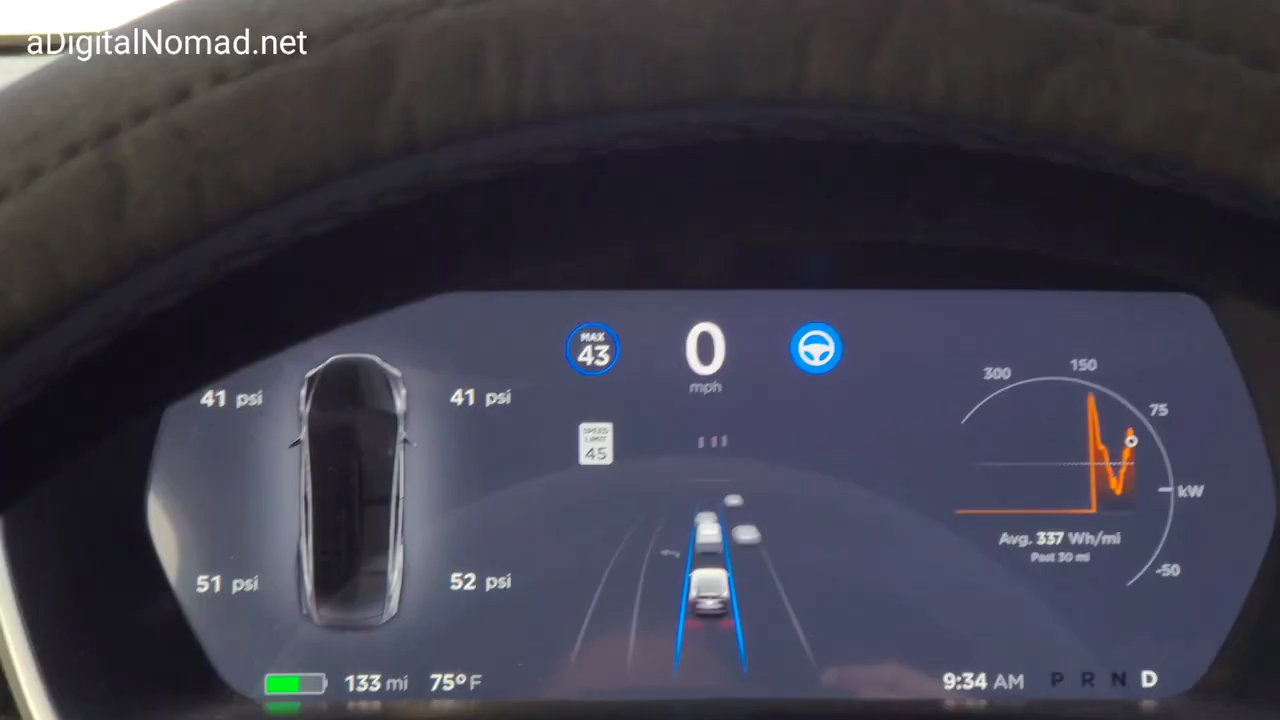 aDigitalNomad.net
MAX
43
0
mph
300
150
75
kW
-50
41 psi
41 psi
SPEED
LIMIT
45
Avg. 337 Wh/mi
Past 30 mi
51 psi
52 psi
133 mi
75° F
9:34 AM
P R N D